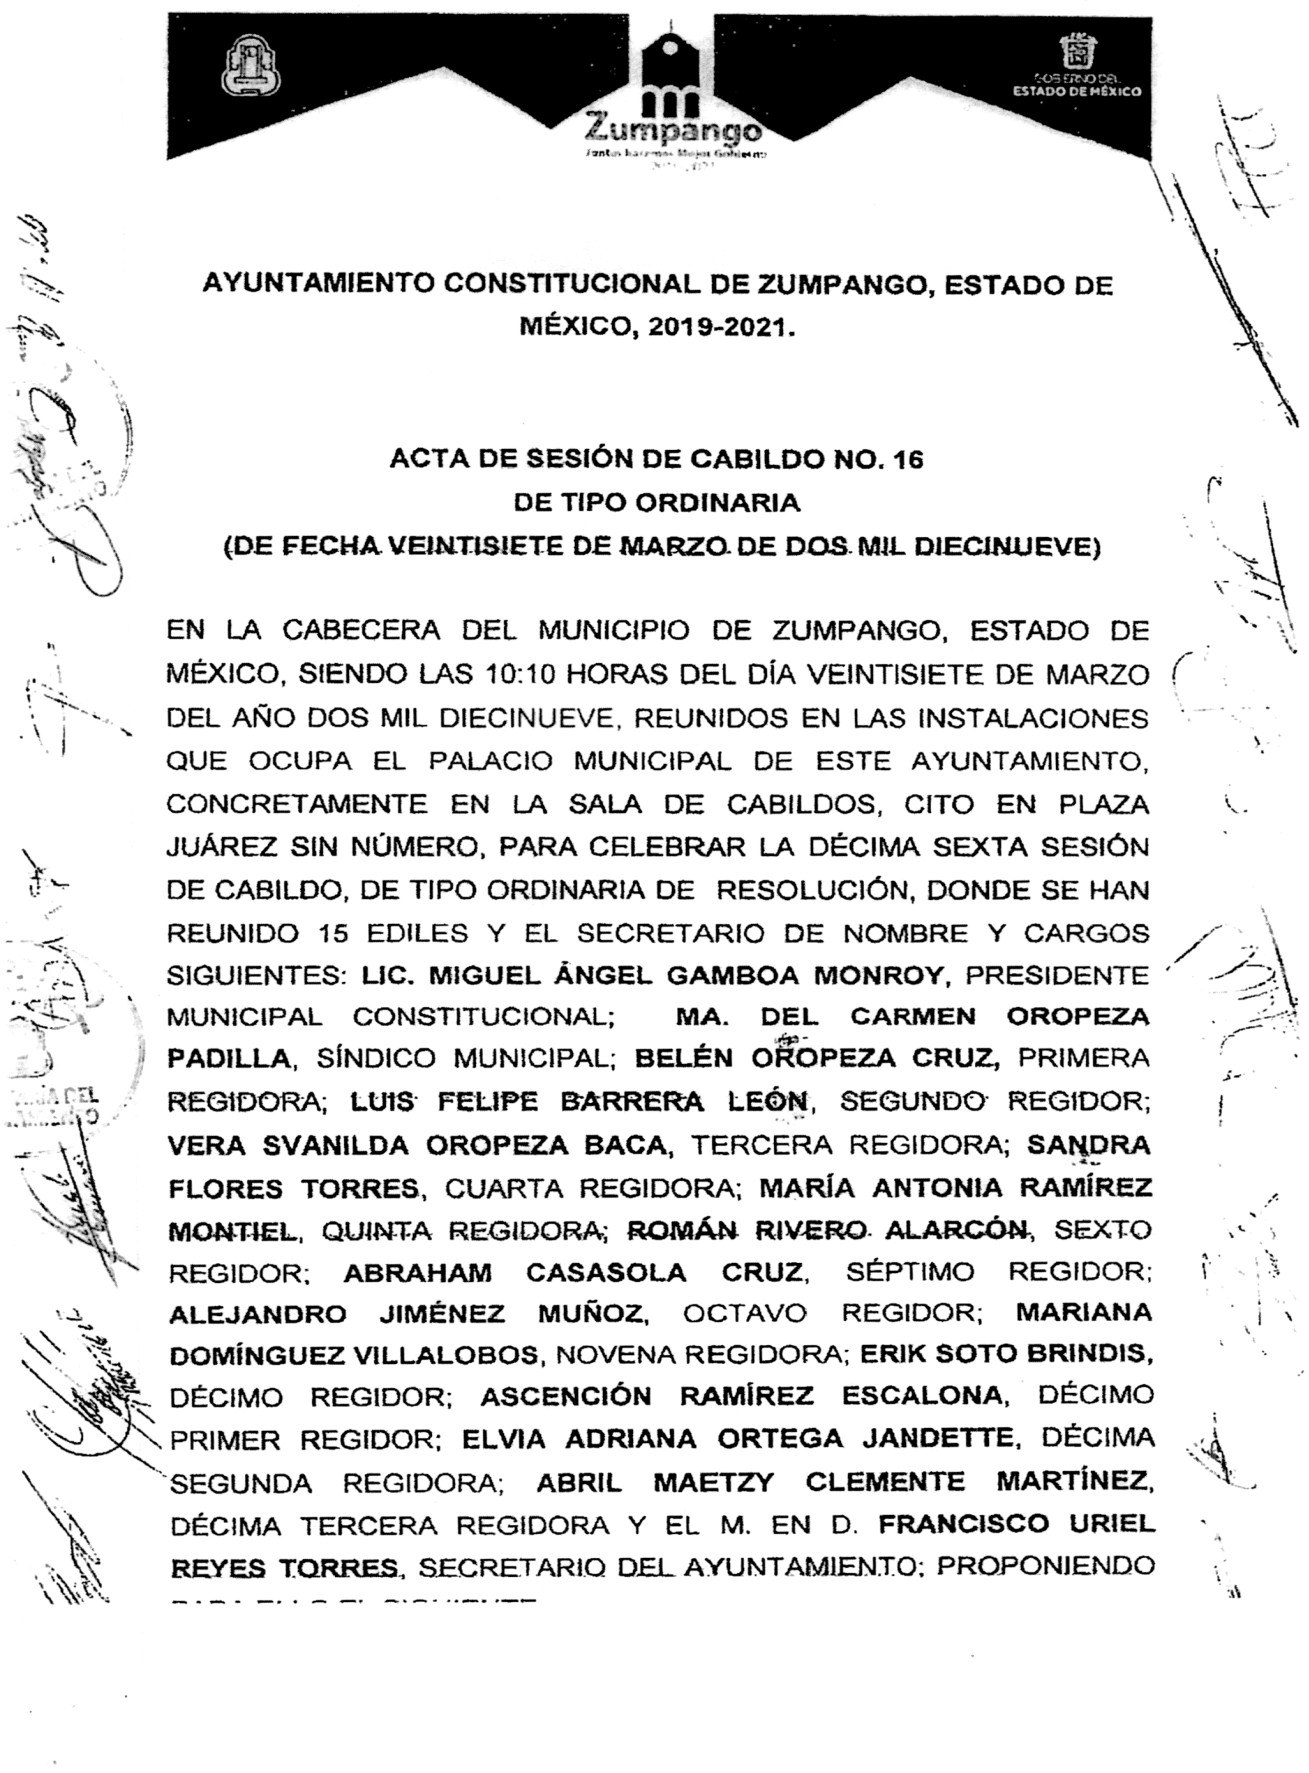 GOBIERNO DEL
ESTADO DE MÉXICO
Zumpango
Juntos hacemos Mejor Gobierno
AYUNTAMIENTO CONSTITUCIONAL DE ZUMPANGO, ESTADO DE
MÉXICO, 2019-2021.
ACTA DE SESIÓN DE CABILDO NO. 16
DE TIPO ORDINARIA
(DE FECHA VEINTISIETE DE MARZO DE DOS MIL DIECINUEVE)
EN LA CABECERA DEL MUNICIPIO DE ZUMPANGO, ESTADO DE
MÉXICO, SIENDO LAS 10:10 HORAS DEL DÍA VEINTISIETE DE MARZO
DEL AÑO DOS MIL DIECINUEVE, REUNIDOS EN LAS INSTALACIONES
QUE OCUPA EL PALACIO MUNICIPAL DE ESTE AYUNTAMIENTO,
CONCRETAMENTE EN LA SALA DE CABILDOS, CITO EN PLAZA
JUÁREZ SIN NÚMERO, PARA CELEBRAR LA DÉCIMA SEXTA SESIÓN
DE CABILDO, DE TIPO ORDINARIA DE RESOLUCIÓN, DONDE SE HAN
REUNIDO 15 EDILES Y EL SECRETARIO DE NOMBRE Y CARGOS
SIGUIENTES: LIC. MIGUEL ÁNGEL GAMBOA MONROY, PRESIDENTE
MUNICIPAL CONSTITUCIONAL; MA. DEL CARMEN OROPEZA
PADILLA, SÍNDICO MUNICIPAL; BELÉN OROPEZA CRUZ, PRIMERA
REGIDORA; LUIS FELIPE BARRERA LEÓN, SEGUNDO REGIDOR;
VERA SVANILDA OROPEZA BACA, TERCERA REGIDORA; SANDRA
FLORES TORRES, CUARTA REGIDORA; MARÍA ANTONIA RAMÍREZ
MONTIEL, QUINTA REGIDORA; ROMÁN RIVERO ALARCÓN, SEXTO
REGIDOR; ABRAHAM CASASOLA CRUZ, SÉPTIMO REGIDOR;
ALEJANDRO JIMÉNEZ MUÑOZ, OCTAVO REGIDOR; MARIANA
DOMÍNGUEZ VILLALOBOS, NOVENA REGIDORA; ERIK SOTO BRINDIS,
DÉCIMO REGIDOR; ASCENCIÓN RAMÍREZ ESCALONA, DÉCIMO
PRIMER REGIDOR; ELVIA ADRIANA ORTEGA JANDETTE, DÉCIMA
SEGUNDA REGIDORA; ABRIL MAETZY CLEMENTE MARTÍNEZ,
DÉCIMA TERCERA REGIDORA Y EL M. EN D. FRANCISCO URIEL
REYES TORRES, SECRETARIO DEL AYUNTAMIENTO; PROPONIENDO